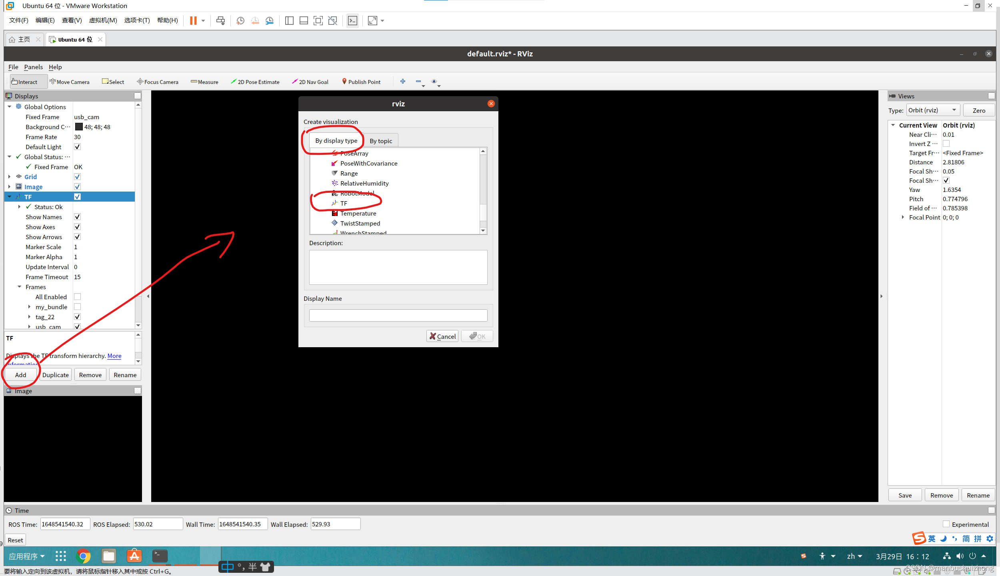 Ubuntu 64 位 - VMware Workstation
文件(F) 编辑(E) 查看(V) 虚拟机(M) 选项卡(T) 帮助(H)
主页
Ubuntu 64 位
default.rviz* - RViz
File Panels Help
Interact Move Camera Select Focus Camera Measure 2D Pose Estimate 2D Nav Goal Publish Point
Displays
Global Options
Fixed Frame usb_cam
Background C··· 48; 48; 48
Frame Rate 30
Default Light
Global Status: ···
Fixed Frame OK
Grid
Image
TF
Status: Ok
Show Names
Show Axes
Show Arrows
Marker Scale 1
Marker Alpha 1
Update Interval 0
Frame Timeout 15
Frames
All Enabled
my_bundle
tag_22
usb_cam
TF
Displays the TF transform hierarchy. More
information
Add Duplicate Remove Rename
Image
rviz
Create visualization
By display type By topic
PoseArray
PoseWithCovariance
Range
RelativeHumidity
RobotModel
TF
Temperature
TwistStamped
WrenchStamped
Description:
Display Name
Cancel OK
Views
Type: Orbit (rviz) Zero
Current View Orbit (rviz)
Near Cli··· 0.01
Invert Z ···
Target Fr··· <Fixed Frame>
Distance 2.81806
Focal Sh··· 0.05
Focal Sh···
Yaw 1.6354
Pitch 0.774796
Field of ··· 0.785398
Focal Point 0; 0; 0
Save Remove Rename
Time
ROS Time: 1648541540.32 ROS Elapsed: 530.02 Wall Time: 1648541540.35 Wall Elapsed: 529.93
Experimental
Reset
9
英 简 拼
应用程序
zh
3月29日 16：12
中 °, 半
要将输入定向到该虚拟机，请将鼠标指针移入其中或按 Ctrl+G。
CSDN @manbushuizhong